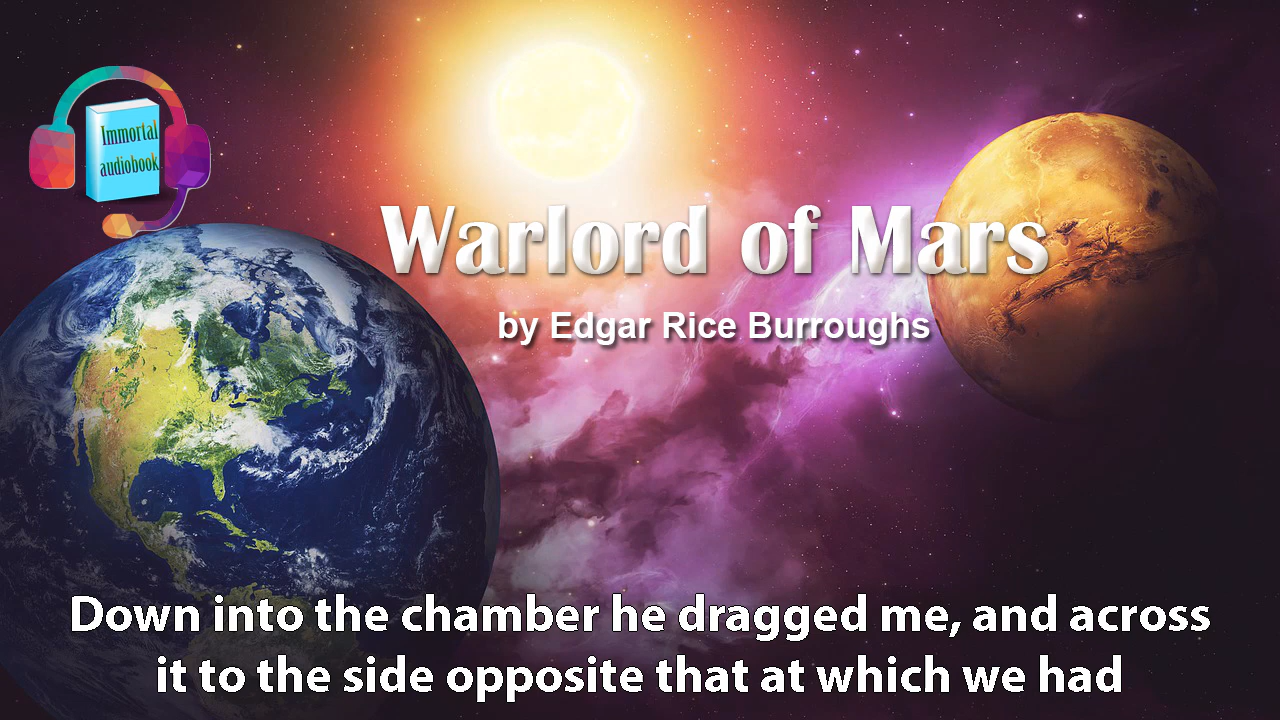 Immortal
audiobook
Warlord of Mars
by Edgar Rice Burroughs
Down into the chamber he dragged me, and across
it to the side opposite that at which we had